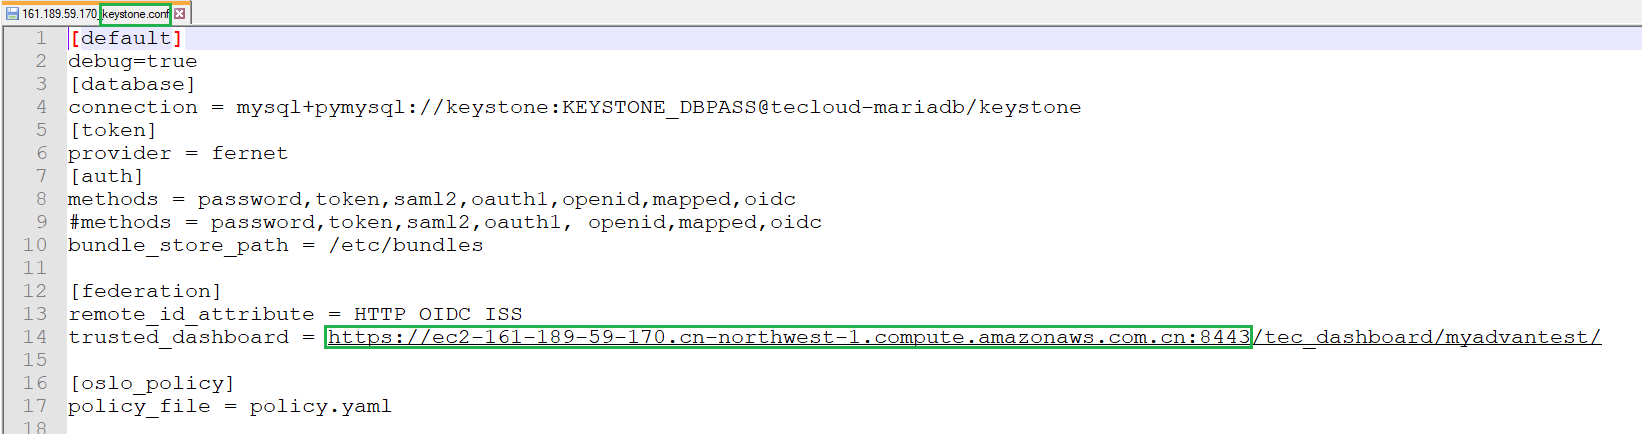 161.189.59.170_keystone.conf
1 [default]
2 debug=true
3 [database]
4 connection = mysql+pymysql://keystone:KEYSTONE_DBPASS@tecloud-mariadb/keystone
5 [token]
6 provider = fernet
7 [auth]
8 methods = password,token,saml2,oauth1,openid,mapped,oidc
9 #methods = password,token,saml2,oauth1, openid,mapped,oidc
10 bundle_store_path = /etc/bundles
11
12 [federation]
13 remote_id_attribute = HTTP_OIDC_ISS
14 trusted_dashboard = https://ec2-161-189-59-170.cn-northwest-1.compute.amazonaws.com.cn:8443/tec_dashboard/myadvantest/
15
16 [oslo_policy]
17 policy_file = policy.yaml
18